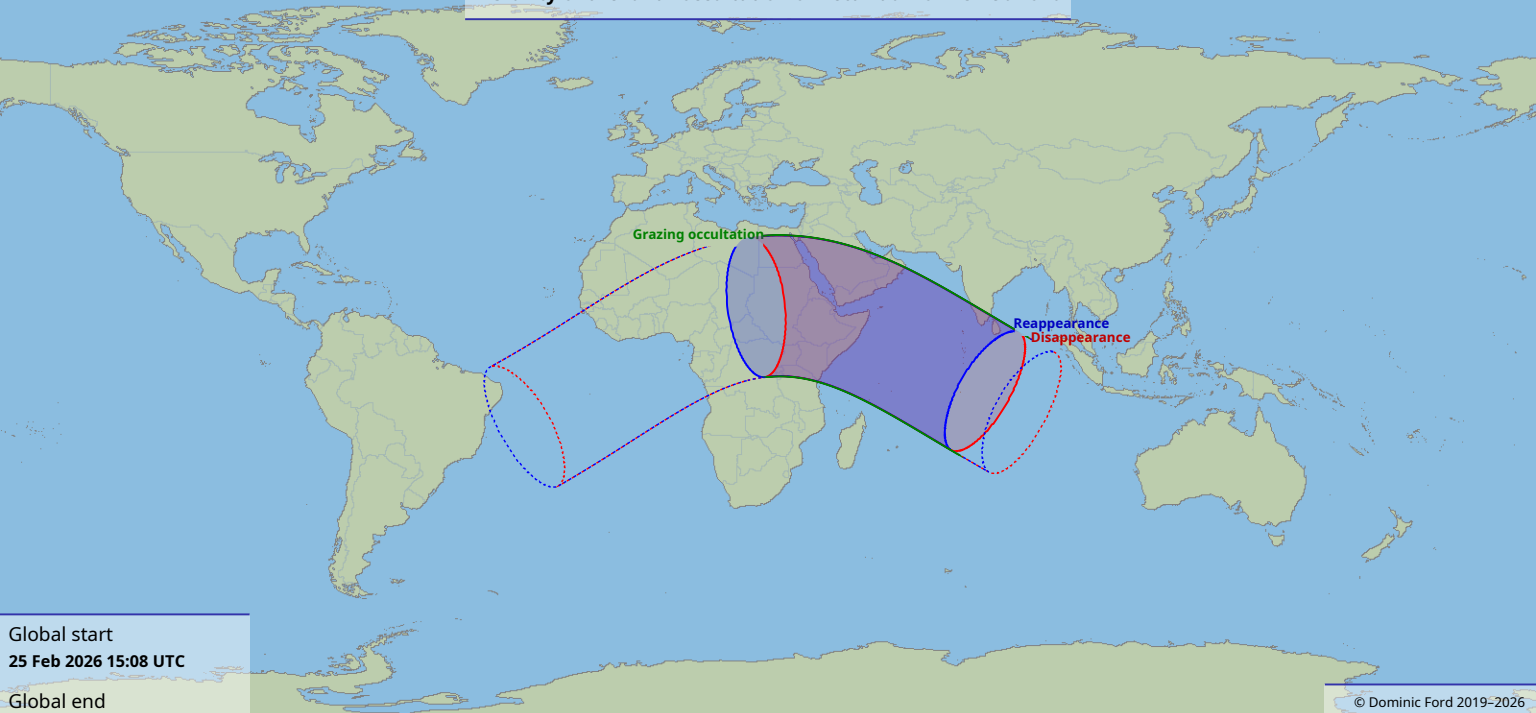 Grazing occultation
Reappearance
Disappearance
Global start
25 Feb 2026 15:08 UTC
Global end
© Dominic Ford 2019–2026